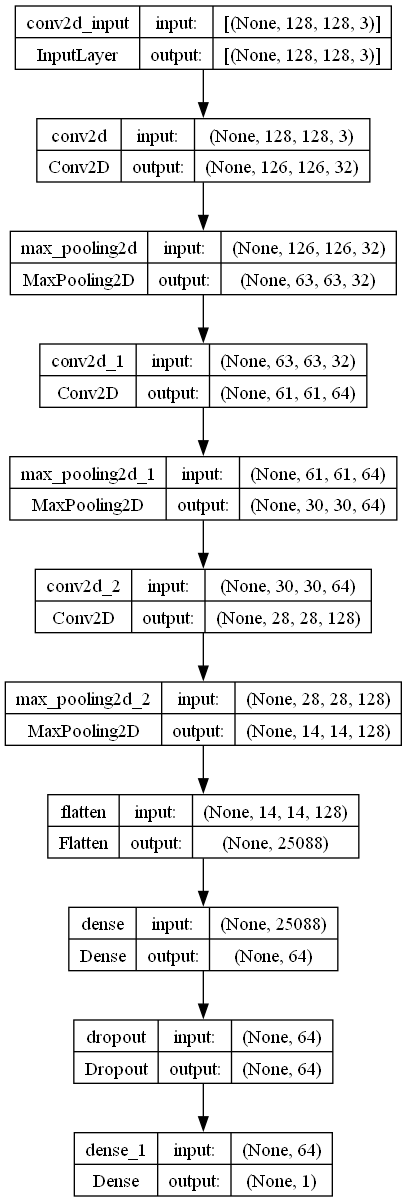 conv2d_input input: [(None, 128, 128, 3)]
InputLayer output: [(None, 128, 128, 3)]
conv2d input: (None, 128, 128, 3)
Conv2D output: (None, 126, 126, 32)
max_pooling2d input: (None, 126, 126, 32)
MaxPooling2D output: (None, 63, 63, 32)
conv2d_1 input: (None, 63, 63, 32)
Conv2D output: (None, 61, 61, 64)
max_pooling2d_1 input: (None, 61, 61, 64)
MaxPooling2D output: (None, 30, 30, 64)
conv2d_2 input: (None, 30, 30, 64)
Conv2D output: (None, 28, 28, 128)
max_pooling2d_2 input: (None, 28, 28, 128)
MaxPooling2D output: (None, 14, 14, 128)
flatten input: (None, 14, 14, 128)
Flatten output: (None, 25088)
dense input: (None, 25088)
Dense output: (None, 64)
dropout input: (None, 64)
Dropout output: (None, 64)
dense_1 input: (None, 64)
Dense output: (None, 1)